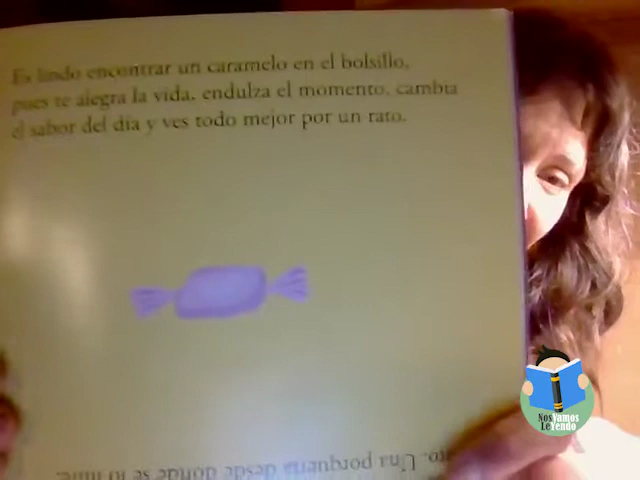 Es lindo encontrar un caramelo en el bolsillo,
pues te alegra la vida, endulza el momento, cambia
el sabor del día y ves todo mejor por un rato.
Una porquería desde donde se lo mire.
Nos Vamos
Leyendo